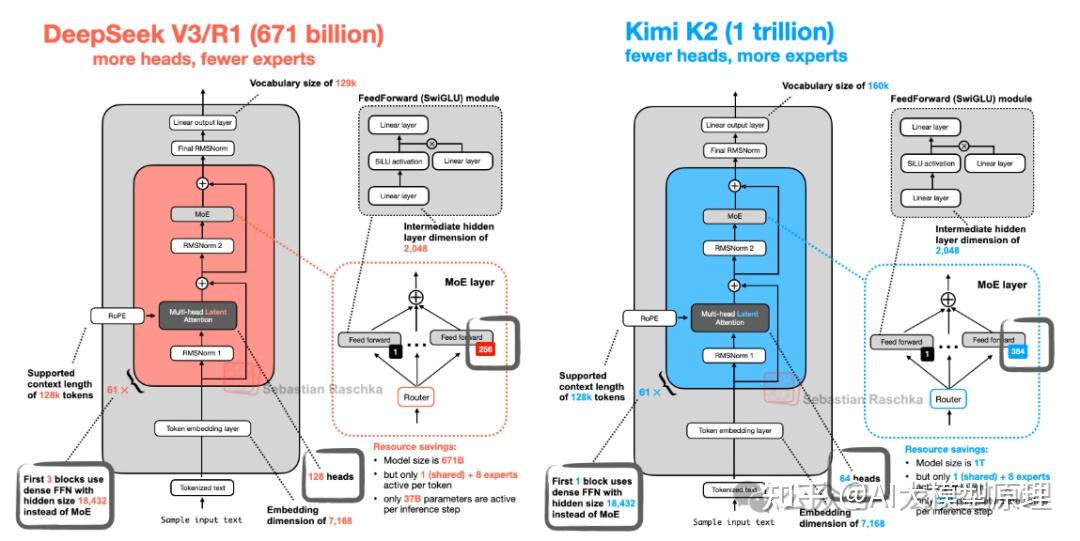 DeepSeek V3/R1 (671 billion)
more heads, fewer experts
Vocabulary size of 129k
FeedForward (SwiGLU) module
Linear output layer
Linear layer
Final RMSNorm
SiLU activation
Linear layer
Linear layer
MoE
RMSNorm 2
Intermediate hidden
layer dimension of
2,048
MoE layer
RoPE
Multi-head Latent
Attention
Feed forward
1
Feed forward
256
RMSNorm 1
Supported
context length
of 128k tokens
61 ×
Sebastian Raschka
Router
Token embedding layer
Resource savings:
• Model size is 671B
• but only 1 (shared) + 8 experts
active per token
• only 37B parameters are active
per inference step
First 3 blocks use
dense FFN with
hidden size 18,432
instead of MoE
128 heads
Tokenized text
Embedding
dimension of 7,168
Sample input text
Kimi K2 (1 trillion)
fewer heads, more experts
Vocabulary size of 160k
FeedForward (SwiGLU) module
Linear output layer
Linear layer
Final RMSNorm
SiLU activation
Linear layer
Linear layer
MoE
RMSNorm 2
Intermediate hidden
layer dimension of
2,048
MoE layer
RoPE
Multi-head Latent
Attention
Feed forward
1
Feed forward
384
RMSNorm 1
Supported
context length
of 128k tokens
61 ×
Sebastian Raschka
Router
Token embedding layer
Resource savings:
• Model size is 1T
• but only 1 (shared) + 8 experts
• only
per inference step
First 1 block uses
dense FFN with
hidden size 18,432
instead of MoE
64 heads
Tokenized text
Embedding
dimension of 7,168
Sample input text
知乎 @AI大模型原理